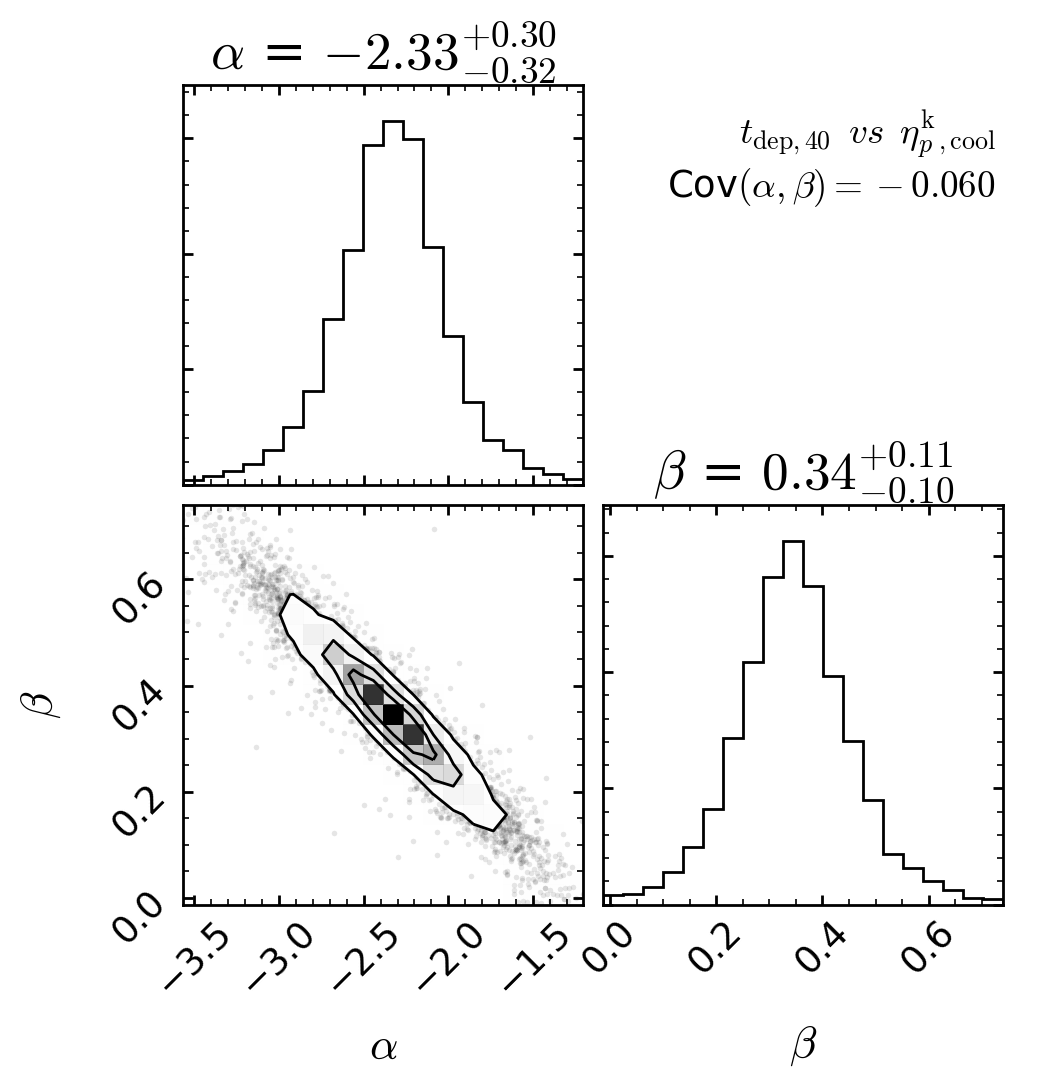 α = −2.33 +0.30 −0.32
t dep, 40 vs η k p, cool
Cov(α, β) = −0.060
β = 0.34 +0.11 −0.10
β
0.6
0.4
0.2
0.0
−3.5 −3.0 −2.5 −2.0 −1.5
0.0 0.2 0.4 0.6
α
β